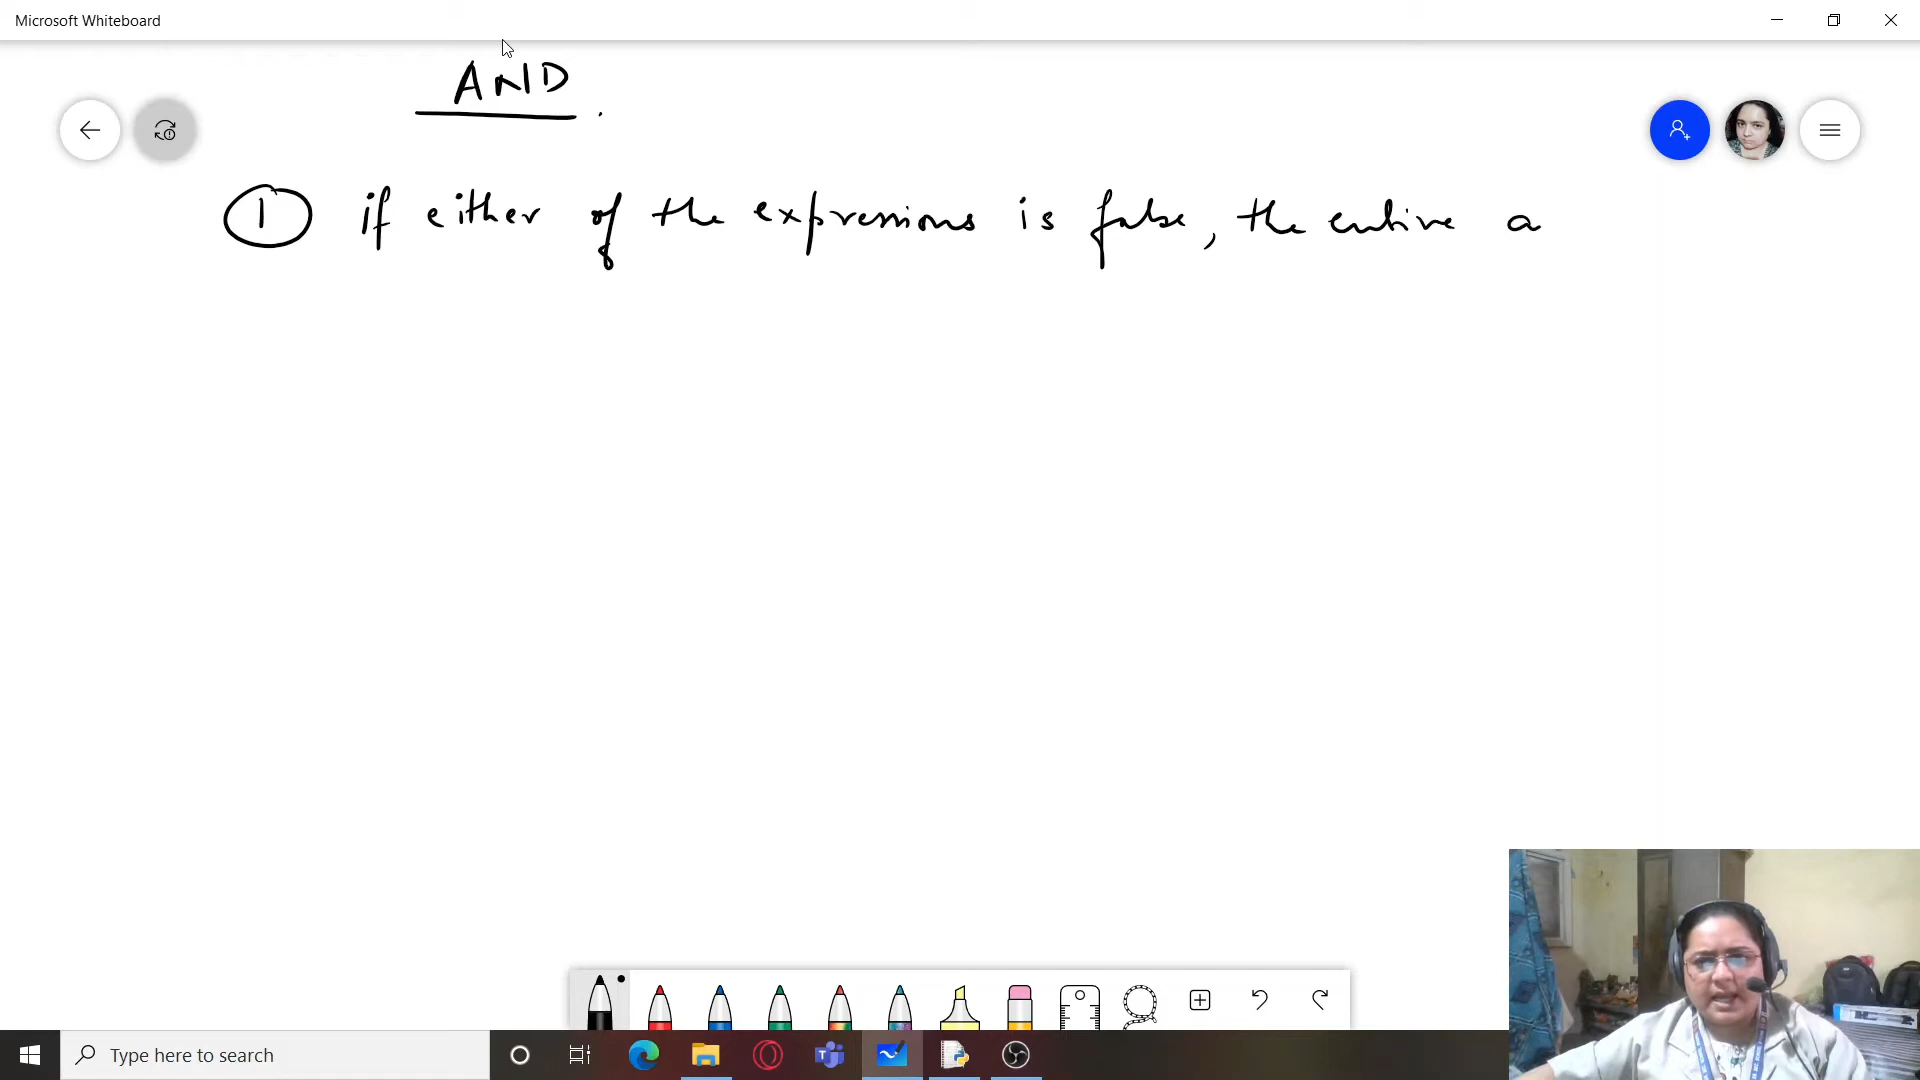 Microsoft Whiteboard
AND.
① if either of the expressions is false, the entire a
Type here to search